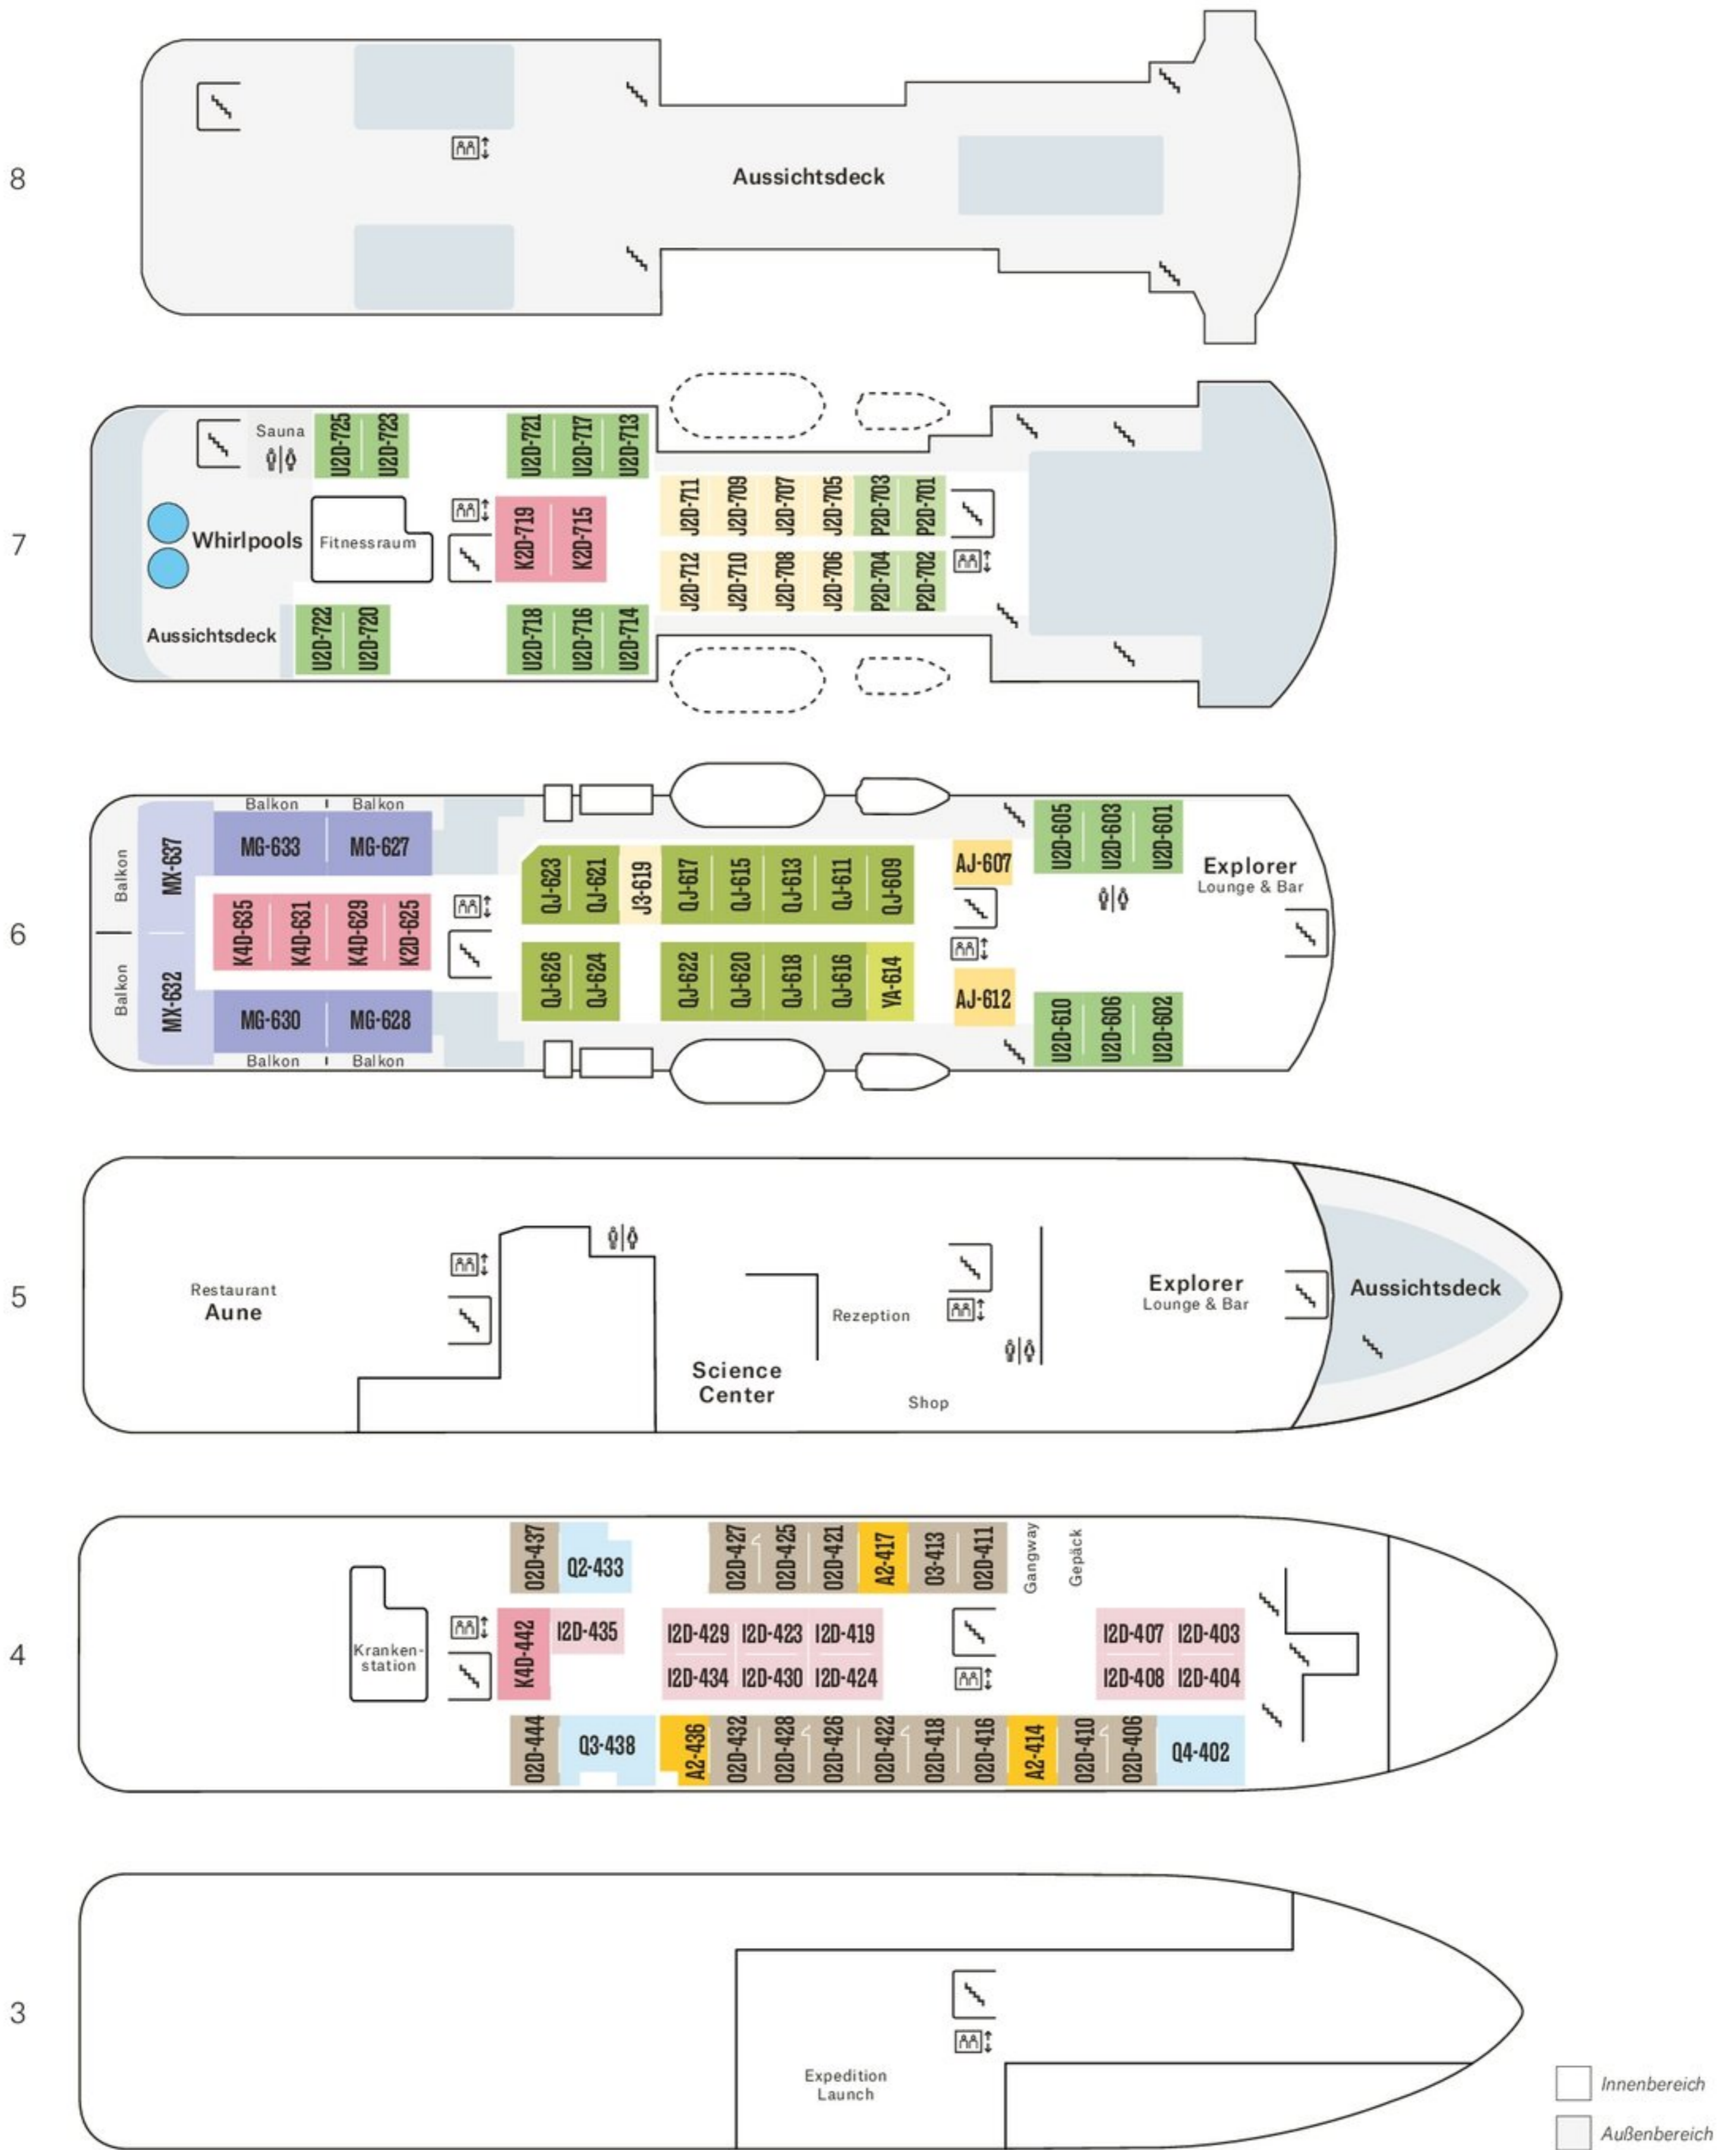 8
Aussichtsdeck
7
Sauna
U2D-725
U2D-723
U2D-721
U2D-717
U2D-713
J2D-711
J2D-709
J2D-707
J2D-705
P2D-703
P2D-701
Whirlpools
Fitnessraum
K2D-719
K2D-715
J2D-712
J2D-710
J2D-708
J2D-706
P2D-704
P2D-702
Aussichtsdeck
U2D-722
U2D-720
U2D-718
U2D-716
U2D-714
6
Balkon
Balkon
Balkon
MX-637
MG-633
MG-627
QJ-623
QJ-621
J3-619
QJ-617
QJ-615
QJ-613
QJ-611
QJ-609
AJ-607
U2D-605
U2D-603
U2D-601
Explorer
Lounge & Bar
K4D-635
K4D-631
K4D-629
K2D-625
Balkon
MX-632
MG-630
MG-628
QJ-626
QJ-624
QJ-622
QJ-620
QJ-618
QJ-616
YA-614
AJ-612
U2D-610
U2D-606
U2D-602
Balkon
Balkon
5
Restaurant
Aune
Science
Center
Rezeption
Shop
Explorer
Lounge & Bar
Aussichtsdeck
4
O2D-437
Q2-433
O2D-427
O2D-425
O2D-421
A2-417
O3-413
O2D-411
Gangway
Gepäck
Kranken-
station
K4D-442
I2D-435
I2D-429
I2D-423
I2D-419
I2D-407
I2D-403
I2D-434
I2D-430
I2D-424
I2D-408
I2D-404
O2D-444
Q3-438
A2-436
O2D-432
O2D-428
O2D-426
O2D-422
O2D-418
O2D-416
A2-414
O2D-410
O2D-406
Q4-402
3
Expedition
Launch
Innenbereich
Außenbereich